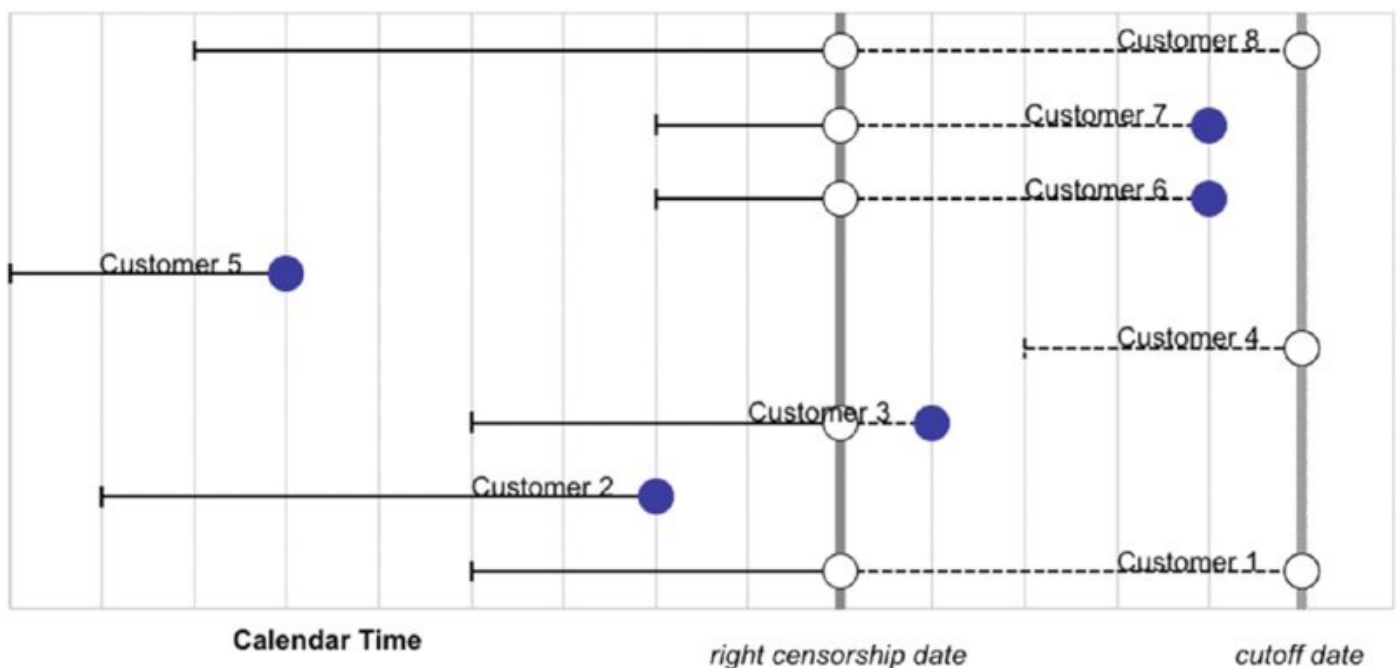 Customer 8
Customer 7
Customer 6
Customer 5
Customer 4
Customer 3
Customer 2
Customer 1
Calendar Time
right censorship date
cutoff date